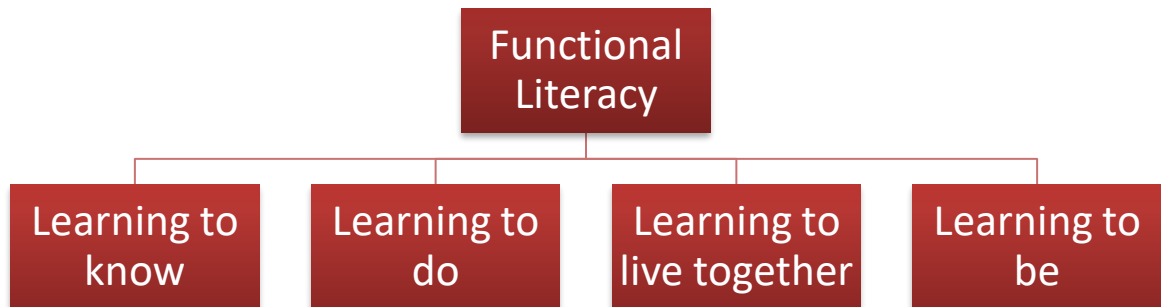 Functional
Literacy
Learning to
know
Learning to
do
Learning to
live together
Learning to
be